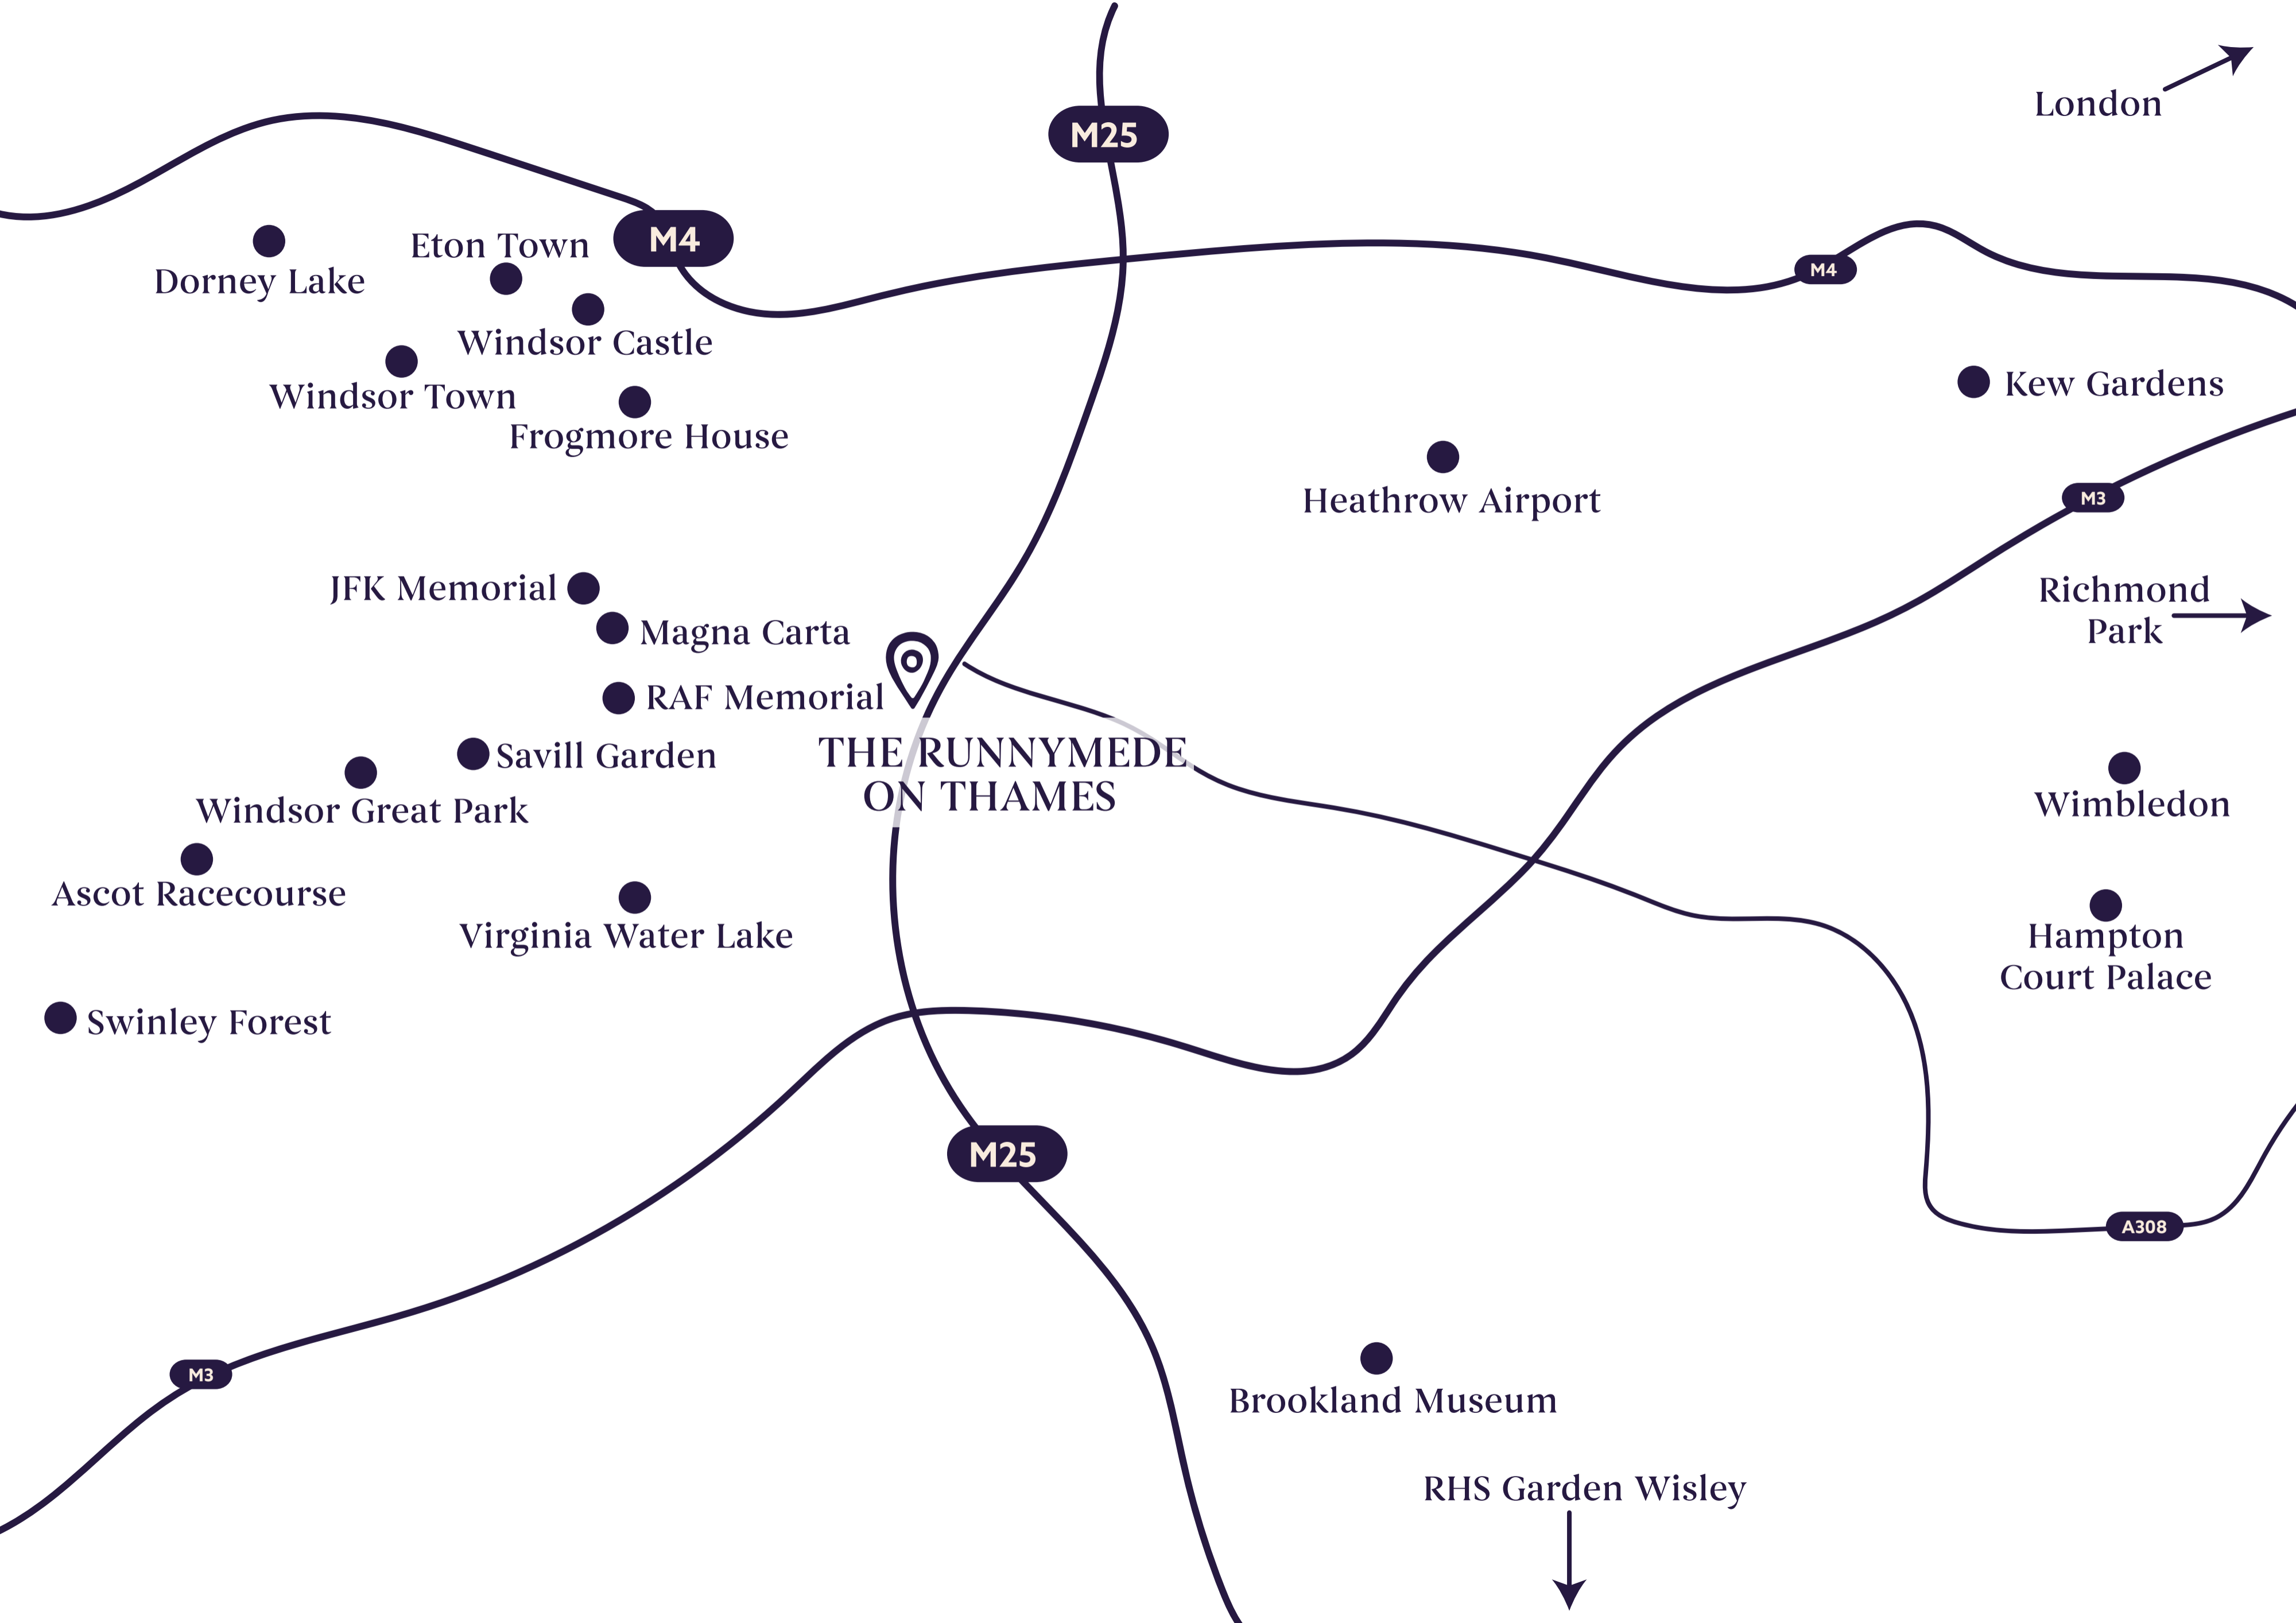 London
M25
M4
Eton Town
Dorney Lake
M4
Windsor Castle
Windsor Town
Kew Gardens
Frogmore House
Heathrow Airport
M3
JFK Memorial
Richmond
Park
Magna Carta
RAF Memorial
Savill Garden
THE RUNNYMEDE
ON THAMES
Windsor Great Park
Wimbledon
Ascot Racecourse
Virginia Water Lake
Hampton
Court Palace
Swinley Forest
M25
A308
M3
Brookland Museum
RHS Garden Wisley